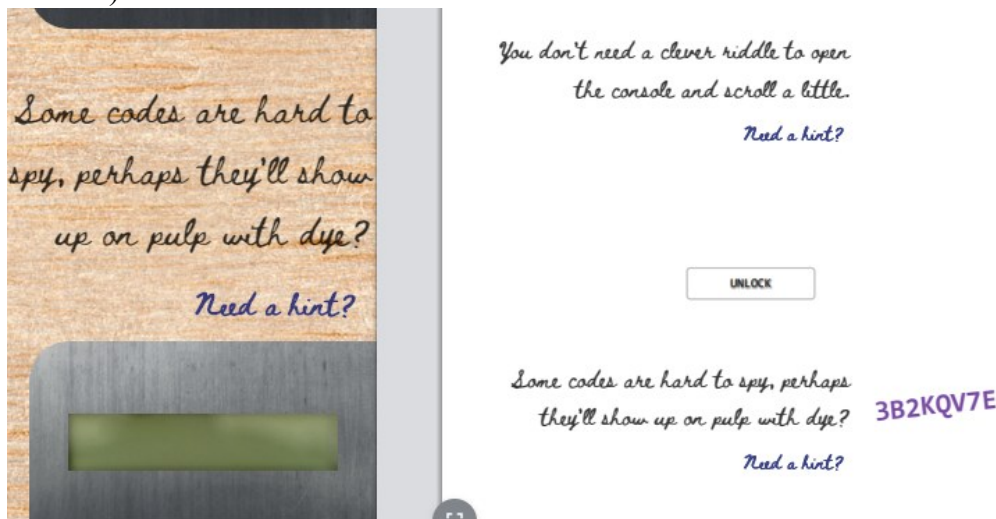 Some codes are hard to
spy, perhaps they'll show
up on pulp with dye?
Need a hint?
You don't need a clever riddle to open
the console and scroll a little.
Need a hint?
UNLOCK
Some codes are hard to spy, perhaps
they'll show up on pulp with dye?
3B2KQV7E
Need a hint?